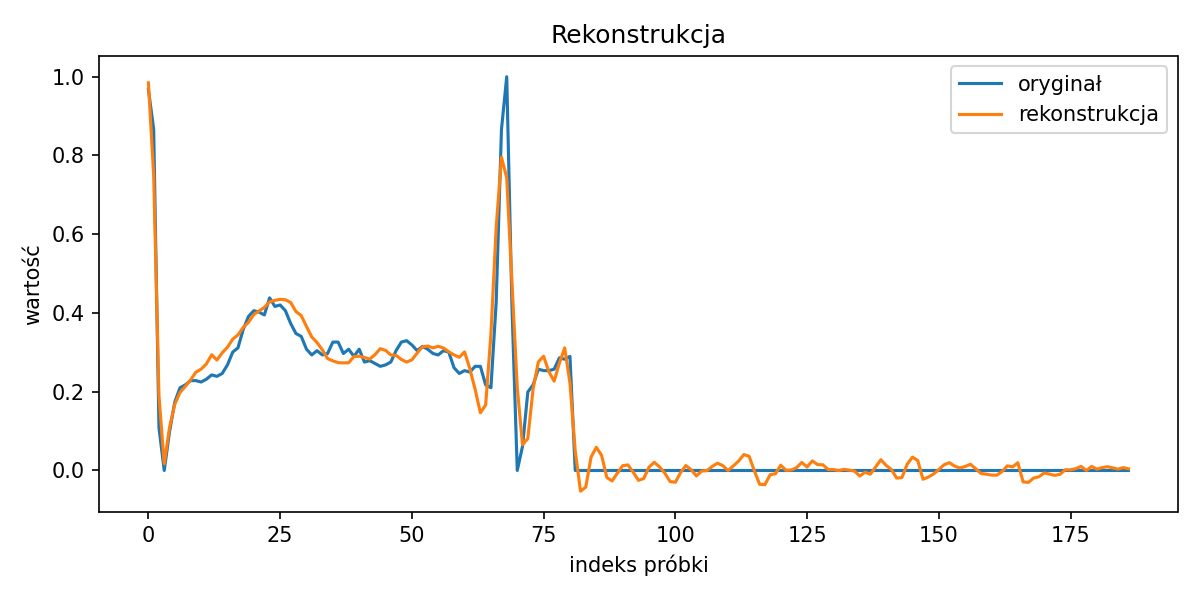 Rekonstrukcja
oryginał
rekonstrukcja
wartość
1.0
0.8
0.6
0.4
0.2
0.0
0 25 50 75 100 125 150 175
indeks próbki